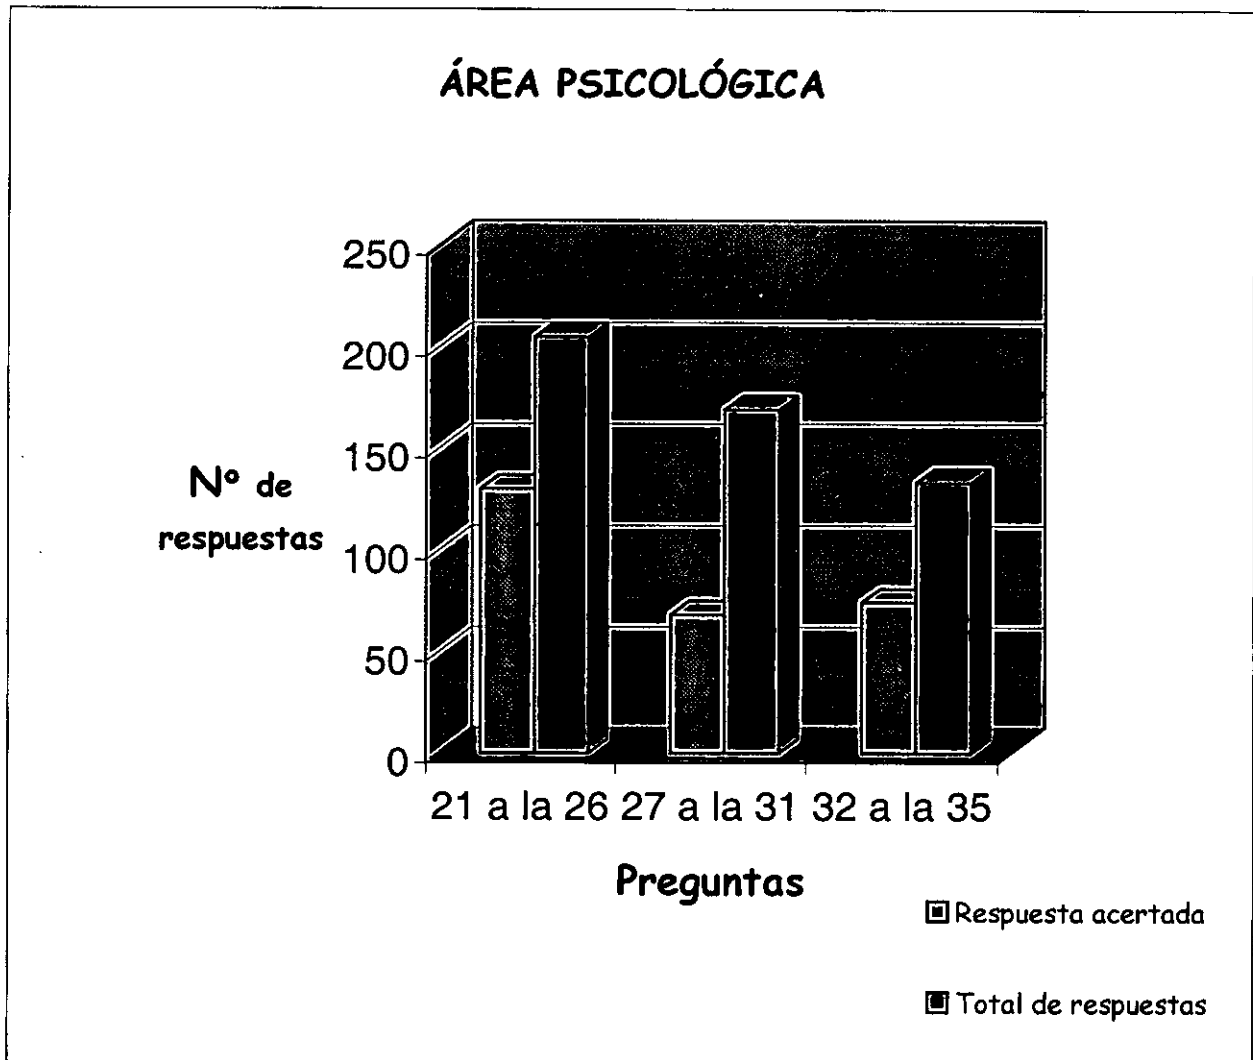 ÁREA PSICOLÓGICA
250
200
150
100
50
0
Nº de
respuestas
21 a la 26 27 a la 31 32 a la 35
Preguntas
Respuesta acertada
Total de respuestas